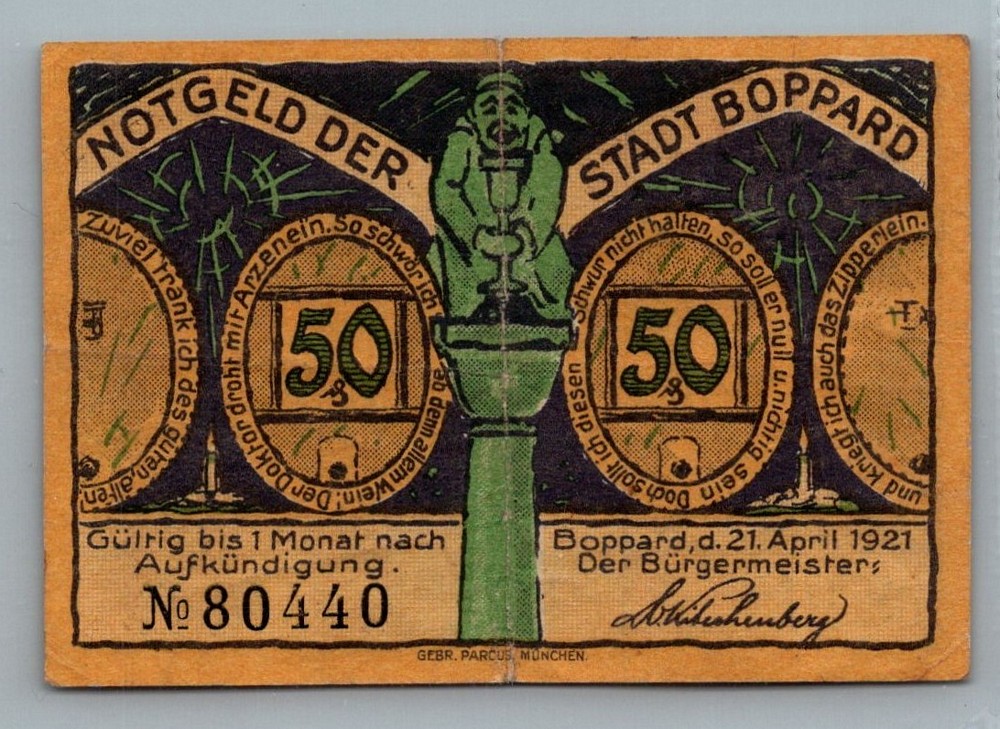 NOTGELD DER
STADT BOPPARD
Zuviel trank ich des guten, alten,
Der Doktor droht mit Arzenein. So schwör ich
ab dem allem Wein!
Doch sollt ich diesen
Schwur nicht halten, so soll er null u. nichtig sein
und kriegt ich auch das Zipperlein.
50
50
Gültig bis 1 Monat nach
Aufkündigung.
№ 80440
Boppard, d. 21. April 1921
Der Bürgermeister:
GEBR. PARCUS, MÜNCHEN.